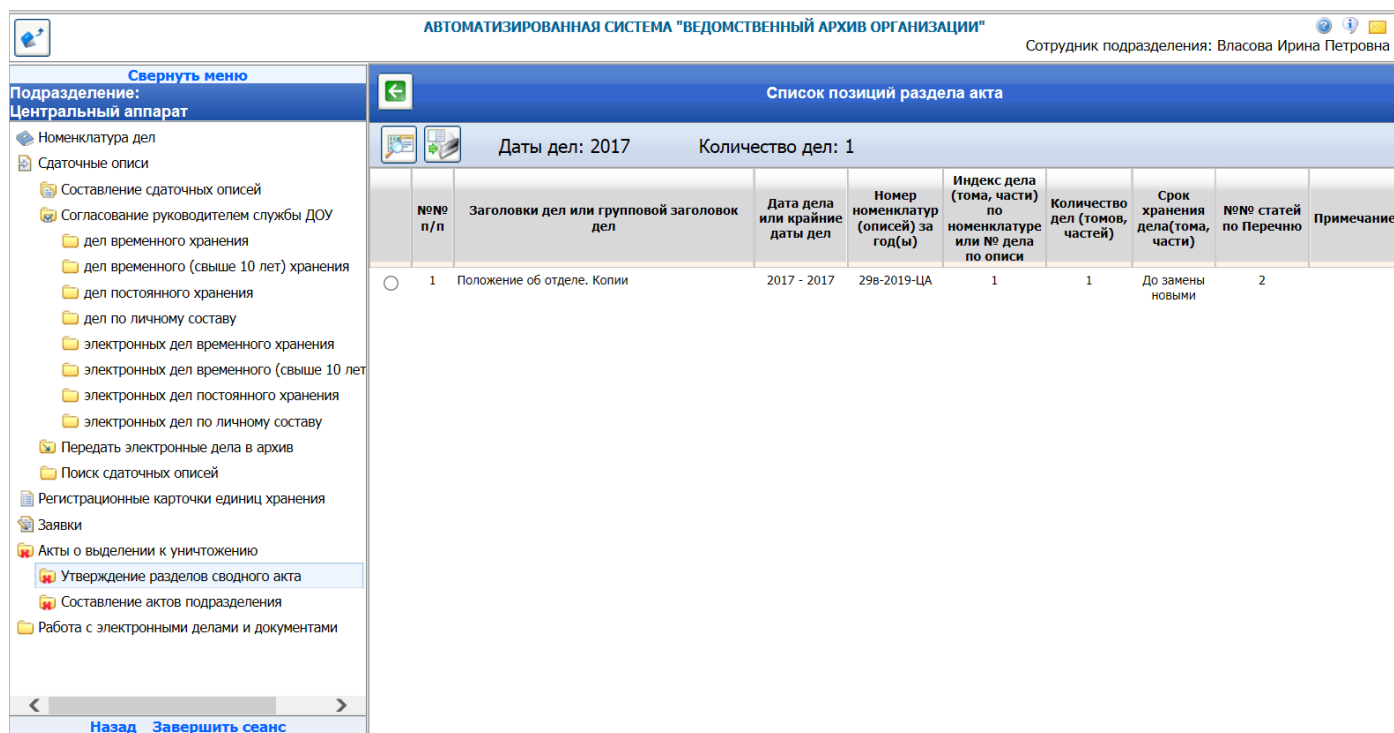 АВТОМАТИЗИРОВАННАЯ СИСТЕМА "ВЕДОМСТВЕННЫЙ АРХИВ ОРГАНИЗАЦИИ"
Сотрудник подразделения: Власова Ирина Петровна
Свернуть меню
Подразделение:
Центральный аппарат
Номенклатура дел
Сдаточные описи
Составление сдаточных описей
Согласование руководителем службы ДОУ
дел временного хранения
дел временного (свыше 10 лет) хранения
дел постоянного хранения
дел по личному составу
электронных дел временного хранения
электронных дел временного (свыше 10 лет
электронных дел постоянного хранения
электронных дел по личному составу
Передать электронные дела в архив
Поиск сдаточных описей
Регистрационные карточки единиц хранения
Заявки
Акты о выделении к уничтожению
Утверждение разделов сводного акта
Составление актов подразделения
Работа с электронными делами и документами
Назад Завершить сеанс
Список позиций раздела акта
Даты дел: 2017 Количество дел: 1
№№
п/п
Заголовки дел или групповой заголовок
дел
Дата дела
или крайние
даты дел
Номер
номенклатур
(описей) за
год(ы)
Индекс дела
(тома, части)
по
номенклатуре
или № дела
по описи
Количество
дел (томов,
частей)
Срок
хранения
дела(тома,
части)
№№ статей
по Перечню
Примечание
1 Положение об отделе. Копии 2017 - 2017 29в-2019-ЦА 1 1 До замены 2
новыми